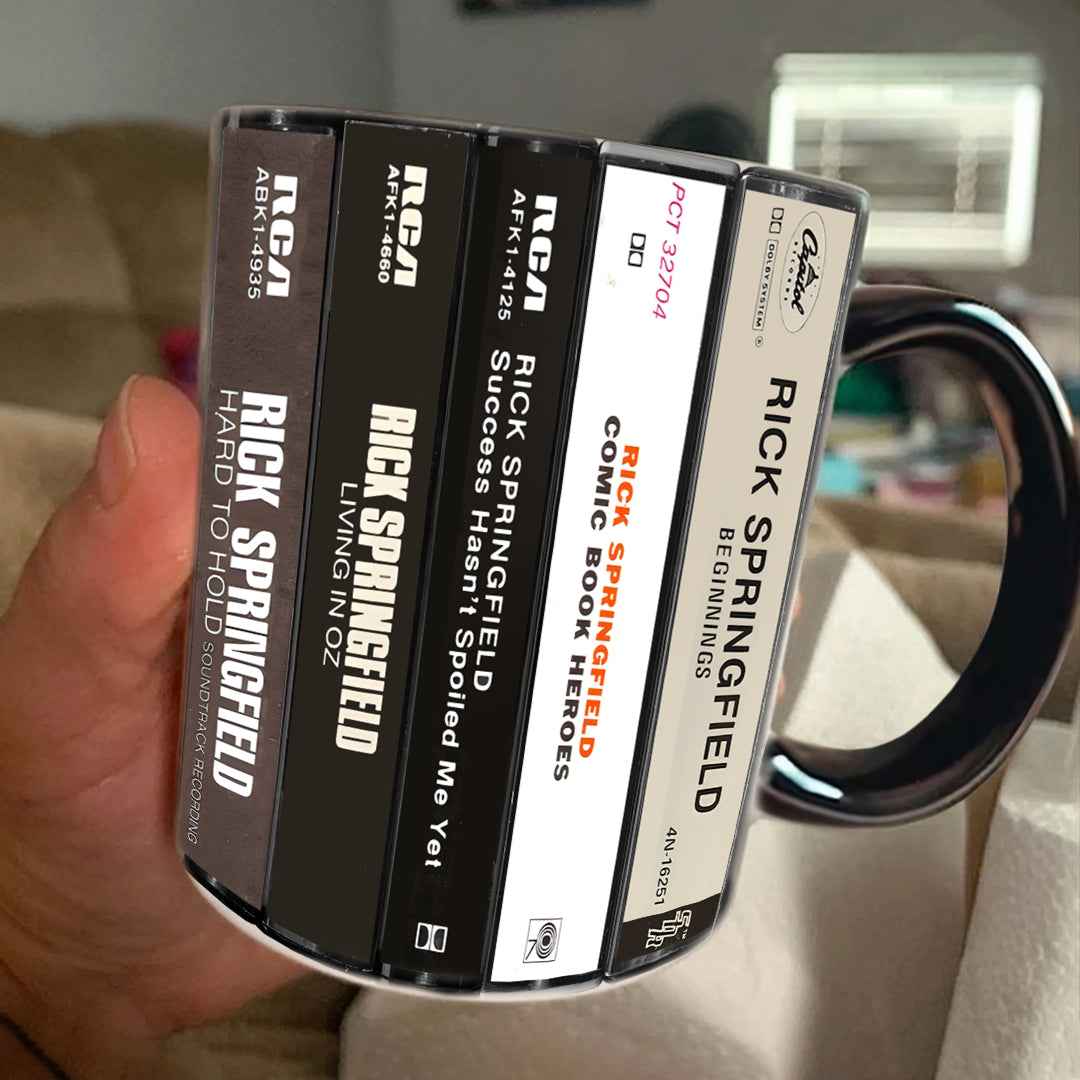 RCA
ABK1-4935
RICK SPRINGFIELD
HARD TO HOLD SOUNDTRACK RECORDING
RCA
AFK1-4660
RICK SPRINGFIELD
LIVING IN OZ
RCA
AFK1-4125
RICK SPRINGFIELD
Success Hasn't Spoiled Me Yet
PCT 32704
RICK SPRINGFIELD
COMIC BOOK HEROES
Capitol
RECORDS
DOLBY SYSTEM ®
RICK SPRINGFIELD
BEGINNINGS
4N-16251